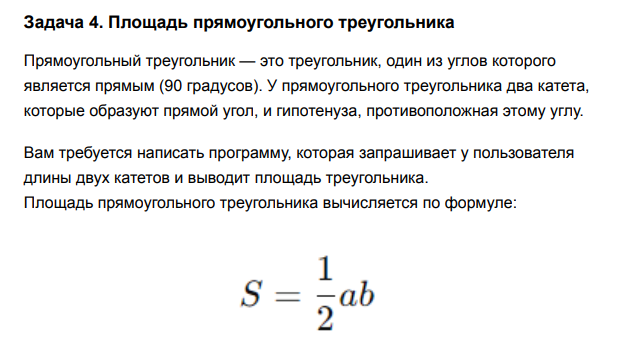 Задача 4. Площадь прямоугольного треугольника
Прямоугольный треугольник — это треугольник, один из углов которого
является прямым (90 градусов). У прямоугольного треугольника два катета,
которые образуют прямой угол, и гипотенуза, противоположная этому углу.
Вам требуется написать программу, которая запрашивает у пользователя
длины двух катетов и выводит площадь треугольника.
Площадь прямоугольного треугольника вычисляется по формуле:
S = 1/2 ab